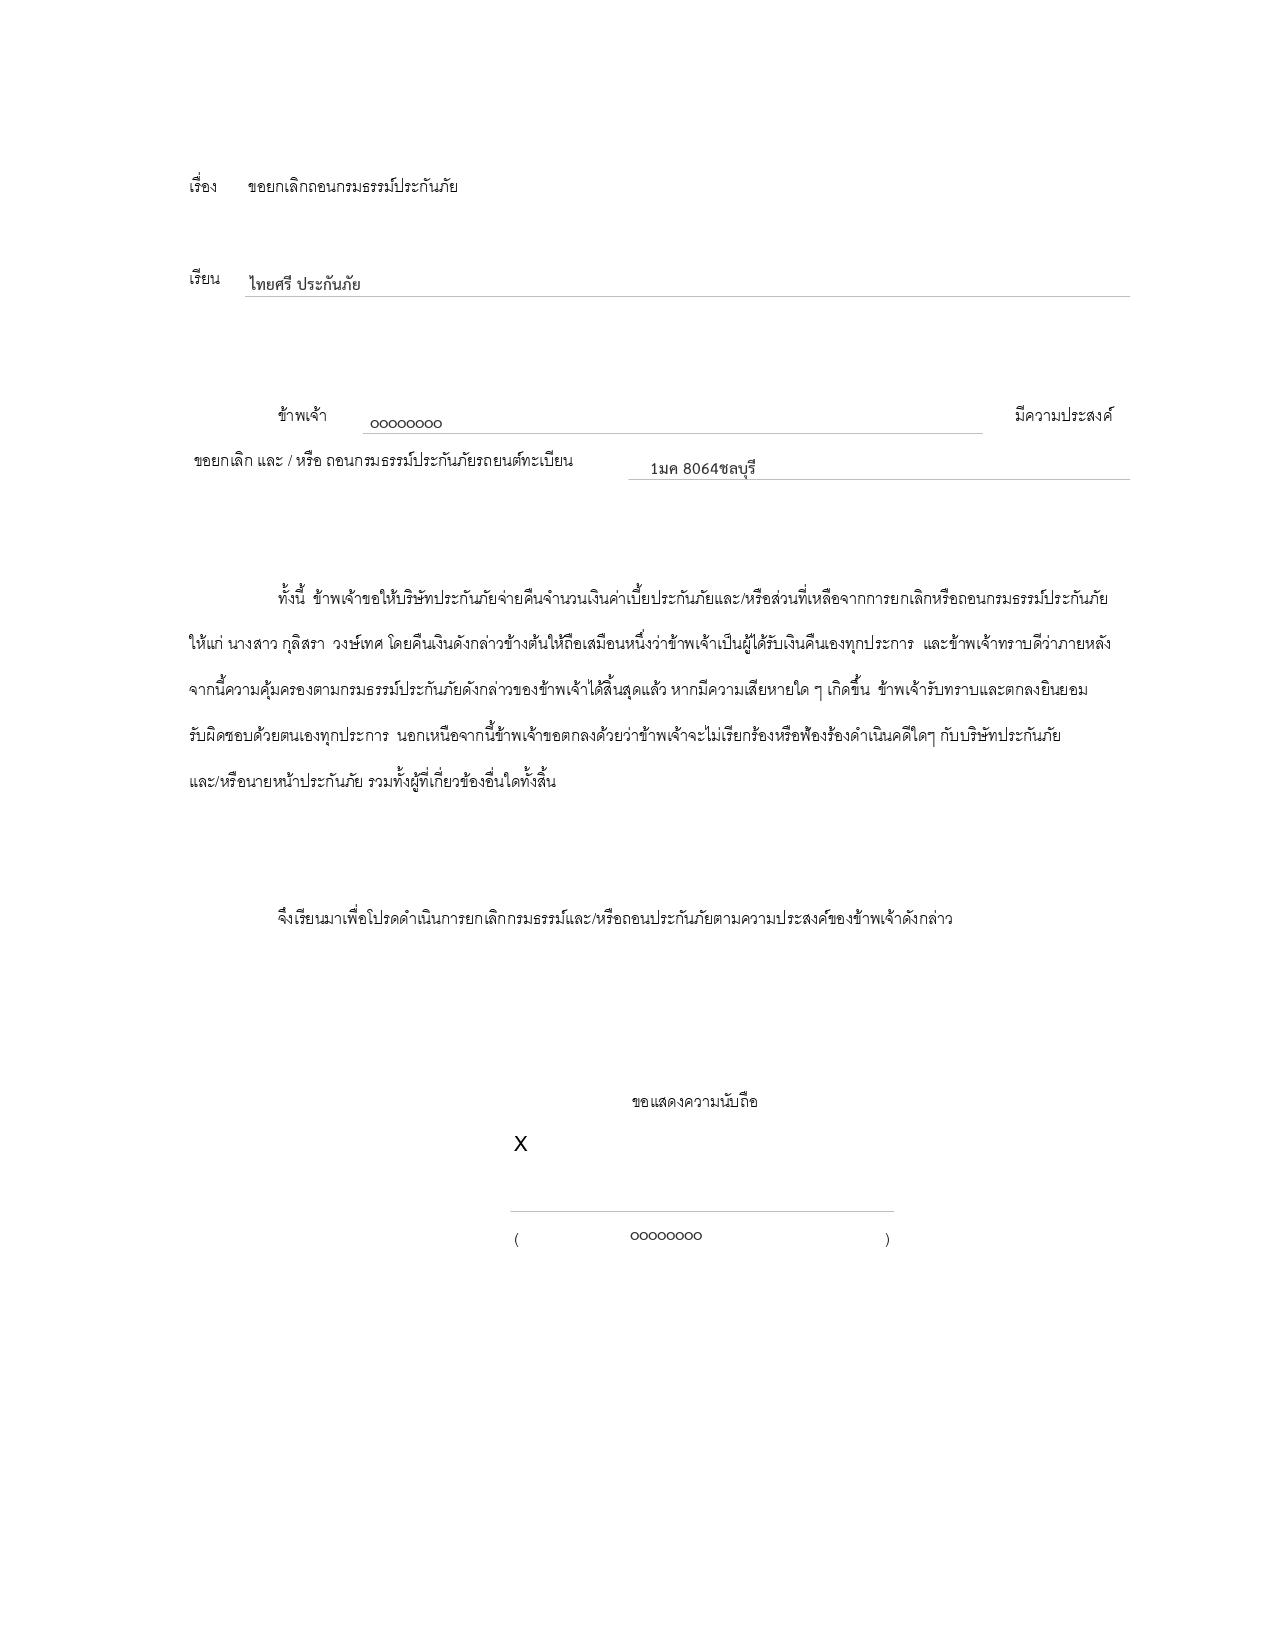 เรื่อง ขอยกเลิกถอนกรมธรรม์ประกันภัย
เรียน ไทยศรี ประกันภัย
ข้าพเจ้า oooooooo มีความประสงค์
ขอยกเลิก และ / หรือ ถอนกรมธรรม์ประกันภัยรถยนต์ทะเบียน 1มค 8064ชลบุรี
ทั้งนี้ ข้าพเจ้าขอให้บริษัทประกันภัยจ่ายคืนจำนวนเงินค่าเบี้ยประกันภัยและ/หรือส่วนที่เหลือจากการยกเลิกหรือถอนกรมธรรม์ประกันภัย
ให้แก่ นางสาว กุลิสรา วงษ์เทศ โดยคืนเงินดังกล่าวข้างต้นให้ถือเสมือนหนึ่งว่าข้าพเจ้าเป็นผู้ได้รับเงินคืนเองทุกประการ และข้าพเจ้าทราบดีว่าภายหลัง
จากนี้ความคุ้มครองตามกรมธรรม์ประกันภัยดังกล่าวของข้าพเจ้าได้สิ้นสุดแล้ว หากมีความเสียหายใด ๆ เกิดขึ้น ข้าพเจ้ารับทราบและตกลงยินยอม
รับผิดชอบด้วยตนเองทุกประการ นอกเหนือจากนี้ข้าพเจ้าขอตกลงด้วยว่าข้าพเจ้าจะไม่เรียกร้องหรือฟ้องร้องดำเนินคดีใดๆ กับบริษัทประกันภัย
และ/หรือนายหน้าประกันภัย รวมทั้งผู้ที่เกี่ยวข้องอื่นใดทั้งสิ้น
จึงเรียนมาเพื่อโปรดดำเนินการยกเลิกกรมธรรม์และ/หรือถอนประกันภัยตามความประสงค์ของข้าพเจ้าดังกล่าว
ขอแสดงความนับถือ
X
( oooooooo )